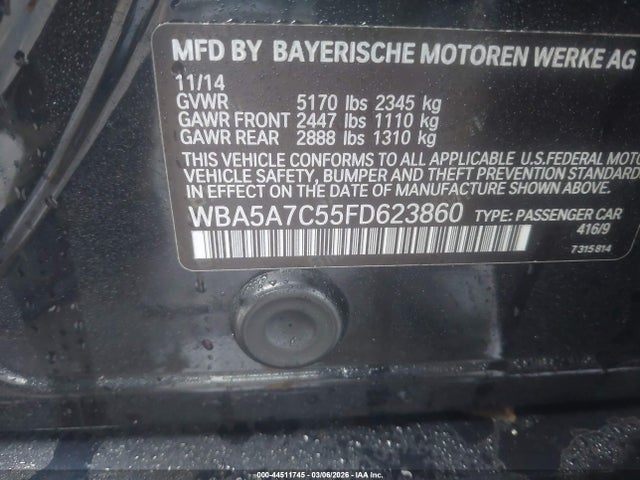 MFD BY BAYERISCHE MOTOREN WERKE AG
11/14
GVWR 5170 lbs 2345 kg
GAWR FRONT 2447 lbs 1110 kg
GAWR REAR 2888 lbs 1310 kg
THIS VEHICLE CONFORMS TO ALL APPLICABLE U.S.FEDERAL MOTO
VEHICLE SAFETY, BUMPER AND THEFT PREVENTION STANDARD
IN EFFECT ON THE DATE OF MANUFACTURE SHOWN ABOVE.
WBA5A7C55FD623860 TYPE: PASSENGER CAR
416/9
7315814
000-44511745 | 03/06/2026 - IAA Corp.